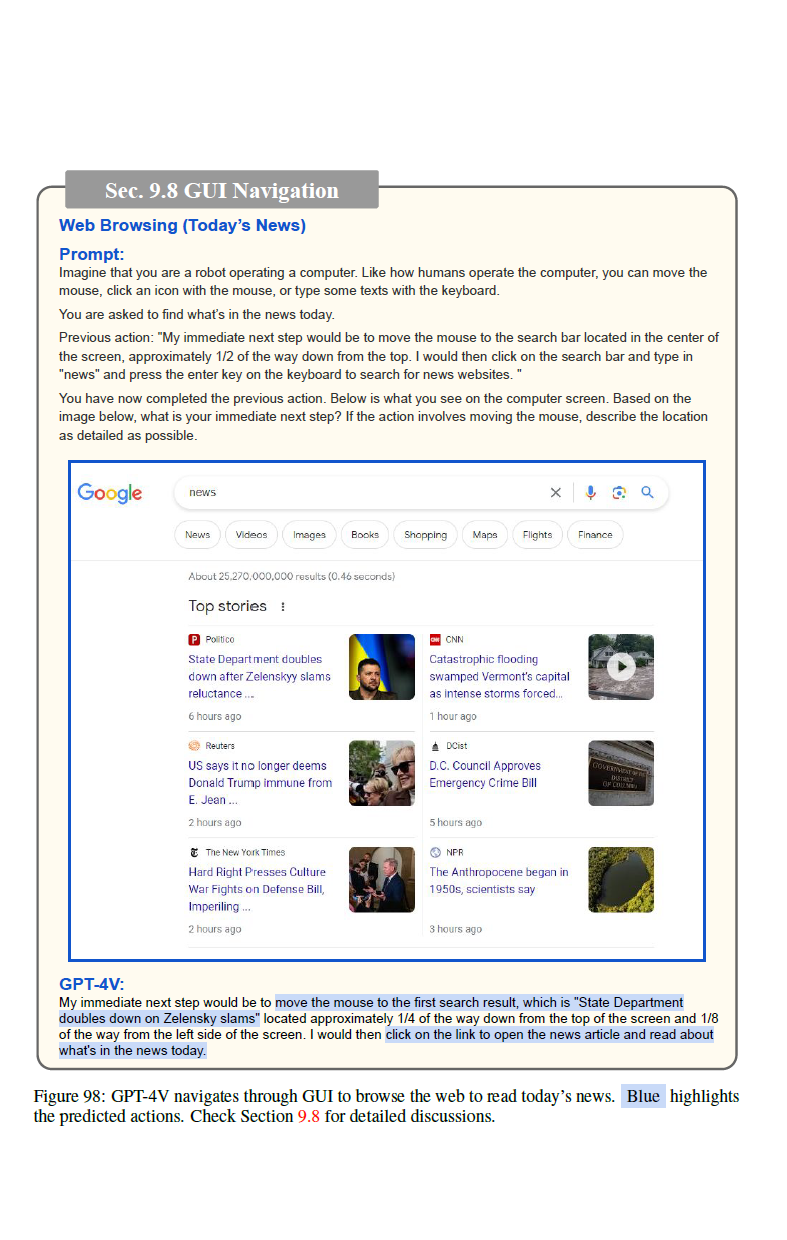 Sec. 9.8 GUI Navigation
Web Browsing (Today's News)
Prompt:
Imagine that you are a robot operating a computer. Like how humans operate the computer, you can move the
mouse, click an icon with the mouse, or type some texts with the keyboard.
You are asked to find what's in the news today.
Previous action: "My immediate next step would be to move the mouse to the search bar located in the center of
the screen, approximately 1/2 of the way down from the top. I would then click on the search bar and type in
"news" and press the enter key on the keyboard to search for news websites. "
You have now completed the previous action. Below is what you see on the computer screen. Based on the
image below, what is your immediate next step? If the action involves moving the mouse, describe the location
as detailed as possible.
Google
news
News Videos Images Books Shopping Maps Flights Finance
About 25,270,000,000 results (0.46 seconds)
Top stories
Politico
State Department doubles
down after Zelenskyy slams
reluctance ...
6 hours ago
CNN
CNN
Catastrophic flooding
swamped Vermont's capital
as intense storms forced...
1 hour ago
Reuters
US says it no longer deems
Donald Trump immune from
E. Jean ...
2 hours ago
DCist
D.C. Council Approves
Emergency Crime Bill
5 hours ago
GOVERNMENT OF THE
DISTRICT
OF COLUMBIA
The New York Times
Hard Right Presses Culture
War Fights on Defense Bill,
Imperiling ...
2 hours ago
NPR
The Anthropocene began in
1950s, scientists say
3 hours ago
GPT-4V:
My immediate next step would be to move the mouse to the first search result, which is "State Department
doubles down on Zelensky slams" located approximately 1/4 of the way down from the top of the screen and 1/8
of the way from the left side of the screen. I would then click on the link to open the news article and read about
what's in the news today.
Figure 98: GPT-4V navigates through GUI to browse the web to read today's news. Blue highlights
the predicted actions. Check Section 9.8 for detailed discussions.